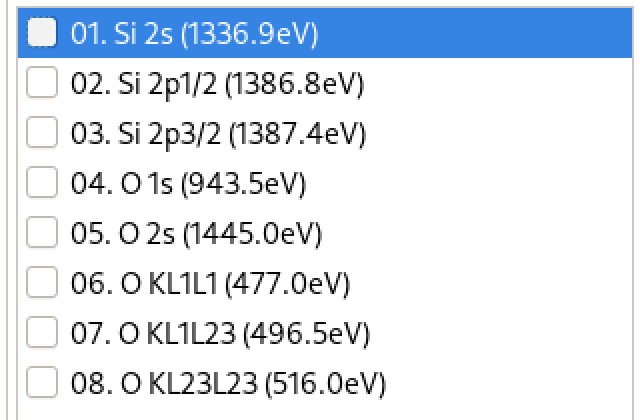 01. Si 2s (1336.9eV)
02. Si 2p1/2 (1386.8eV)
03. Si 2p3/2 (1387.4eV)
04. O 1s (943.5eV)
05. O 2s (1445.0eV)
06. O KL1L1 (477.0eV)
07. O KL1L23 (496.5eV)
08. O KL23L23 (516.0eV)